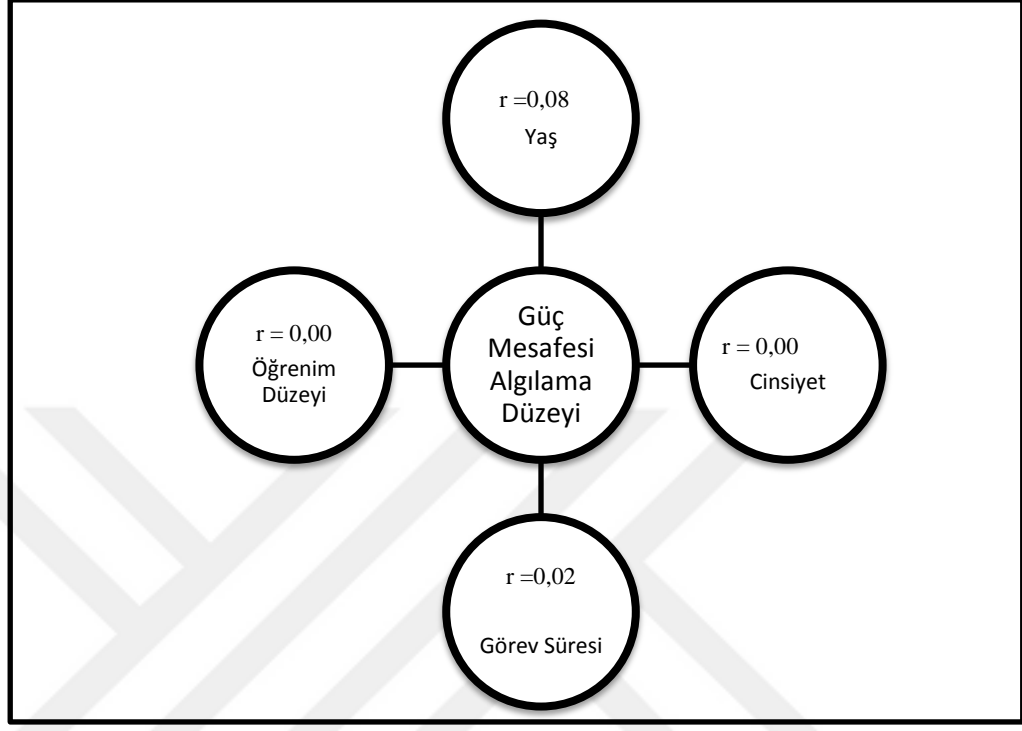 r =0,08
Yaş
r = 0,00
Öğrenim
Düzeyi
Güç
Mesafesi
Algılama
Düzeyi
r = 0,00
Cinsiyet
r =0,02
Görev Süresi